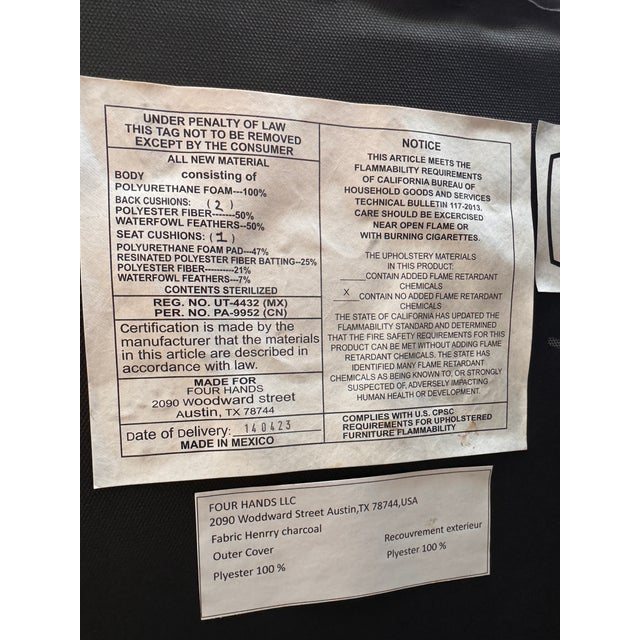 UNDER PENALTY OF LAW
THIS TAG NOT TO BE REMOVED
EXCEPT BY THE CONSUMER
ALL NEW MATERIAL
BODY consisting of
POLYURETHANE FOAM---100%
BACK CUSHIONS: (2)
POLYESTER FIBER-------50%
WATERFOWL FEATHERS--50%
SEAT CUSHIONS: (1)
POLYURETHANE FOAM PAD--47%
RESINATED POLYESTER FIBER BATTING--25%
POLYESTER FIBER---------21%
WATERFOWL FEATHERS--7%
CONTENTS STERILIZED
REG. NO. UT-4432 (MX)
PER. NO. PA-9952 (CN)
Certification is made by the
manufacturer that the materials
in this article are described in
accordance with law.
MADE FOR
FOUR HANDS
2090 WOODWARD street
Austin, TX 78744
Date of Delivery: 140423
MADE IN MEXICO
NOTICE
THIS ARTICLE MEETS THE
FLAMMABILITY REQUIREMENTS
OF CALIFORNIA BUREAU OF
HOUSEHOLD GOODS AND SERVICES
TECHNICAL BULLETIN 117-2013.
CARE SHOULD BE EXCERCISED
NEAR OPEN FLAME OR
WITH BURNING CIGARETTES.
THE UPHOLSTERY MATERIALS
IN THIS PRODUCT:
_____CONTAIN ADDED FLAME RETARDANT
CHEMICALS
X CONTAIN NO ADDED FLAME RETARDANT
CHEMICALS
THE STATE OF CALIFORNIA HAS UPDATED THE
FLAMMABILITY STANDARD AND DETERMINED
THAT THE FIRE SAFETY REQUIREMENTS FOR THIS
PRODUCT CAN BE MET WITHOUT ADDING FLAME
RETARDANT CHEMICALS. THE STATE HAS
IDENTIFIED MANY FLAME RETARDANT
CHEMICALS AS BEING KNOWN TO, OR STRONGLY
SUSPECTED OF, ADVERSELY IMPACTING
HUMAN HEALTH OR DEVELOPMENT.
COMPLIES WITH U.S. CPSC
REQUIREMENTS FOR UPHOLSTERED
FURNITURE FLAMMABILITY
FOUR HANDS LLC
2090 Woddward Street Austin,TX 78744,USA
Fabric Henrry charcoal
Outer Cover
Plyester 100 %
Recouvrement exterieur
Plyester 100 %